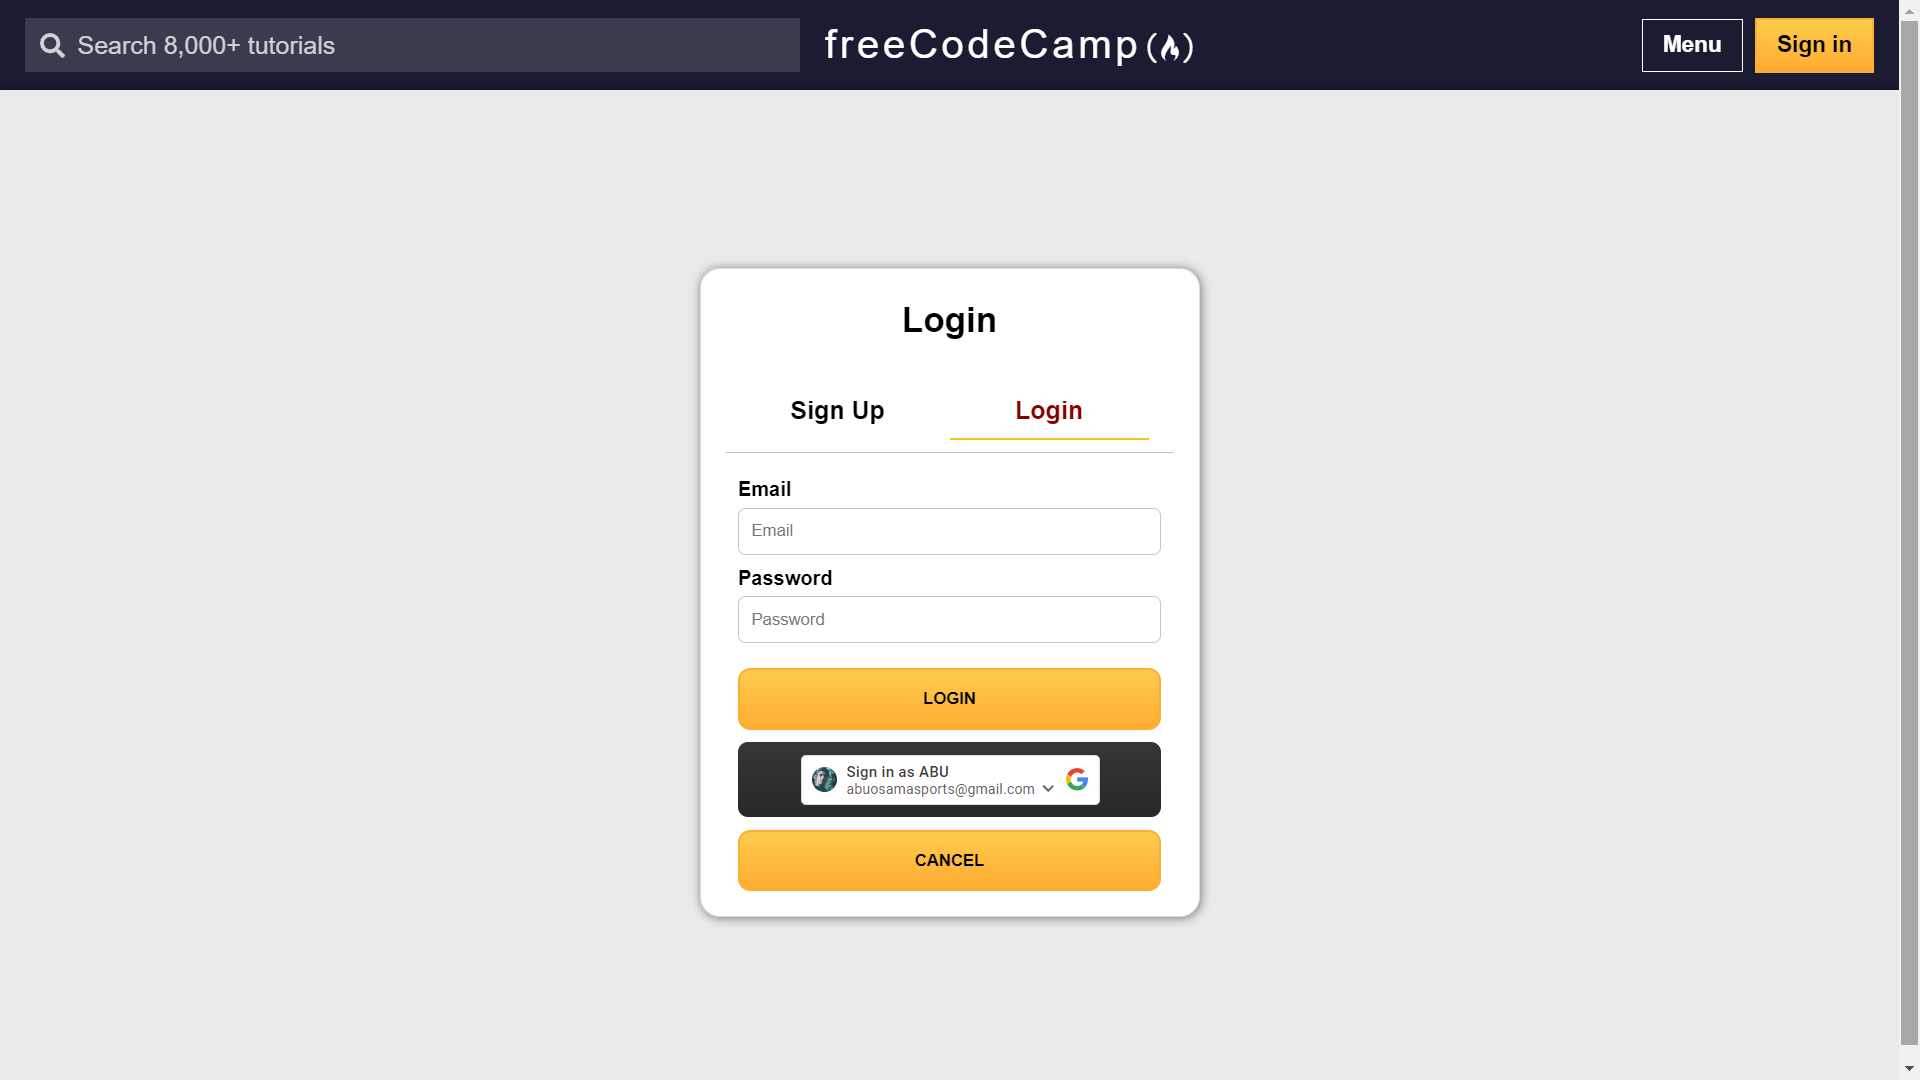 Search 8,000+ tutorials
freeCodeCamp
Menu
Sign in
Login
Sign Up
Login
Email
Email
Password
Password
LOGIN
Sign in as ABU
abuosamasports@gmail.com
CANCEL